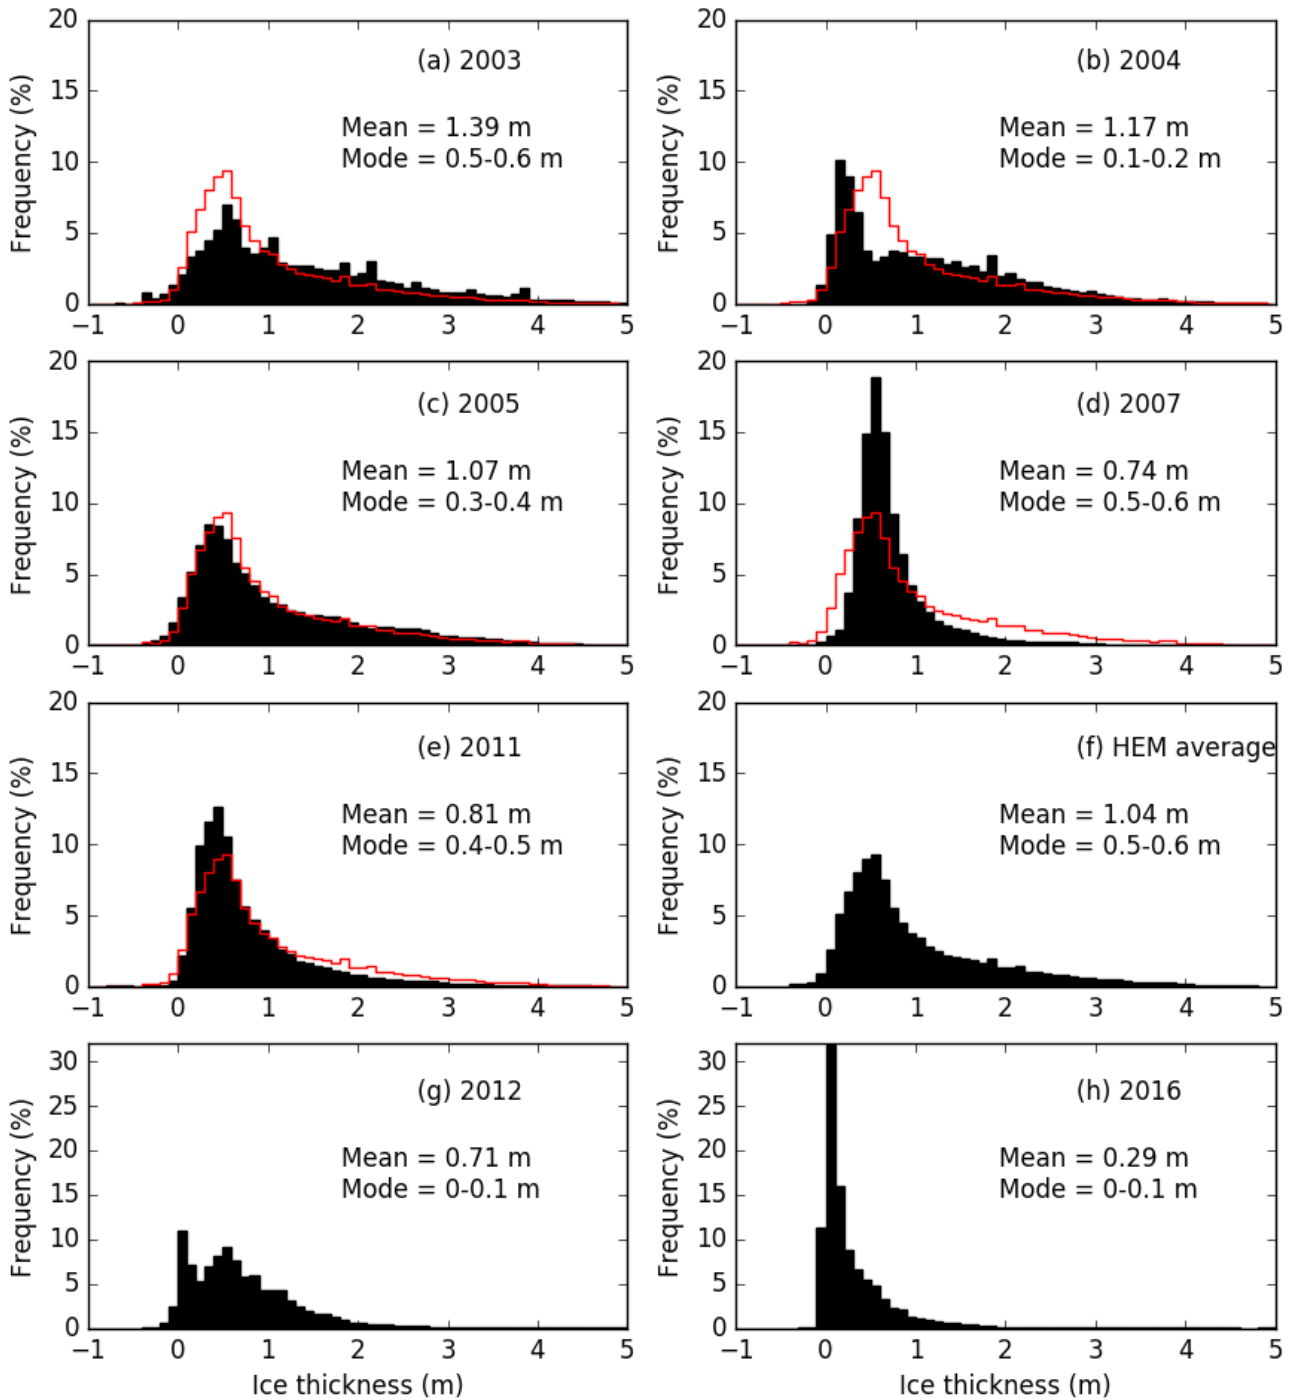 20
15
10
5
0
Frequency (%)
(a) 2003
Mean = 1.39 m
Mode = 0.5-0.6 m
−1 0 1 2 3 4 5
20
15
10
5
0
Frequency (%)
(b) 2004
Mean = 1.17 m
Mode = 0.1-0.2 m
−1 0 1 2 3 4 5
20
15
10
5
0
Frequency (%)
(c) 2005
Mean = 1.07 m
Mode = 0.3-0.4 m
−1 0 1 2 3 4 5
20
15
10
5
0
Frequency (%)
(d) 2007
Mean = 0.74 m
Mode = 0.5-0.6 m
−1 0 1 2 3 4 5
20
15
10
5
0
Frequency (%)
(e) 2011
Mean = 0.81 m
Mode = 0.4-0.5 m
−1 0 1 2 3 4 5
20
15
10
5
0
Frequency (%)
(f) HEM average
Mean = 1.04 m
Mode = 0.5-0.6 m
−1 0 1 2 3 4 5
30
25
20
15
10
5
0
Frequency (%)
(g) 2012
Mean = 0.71 m
Mode = 0-0.1 m
−1 0 1 2 3 4 5
Ice thickness (m)
30
25
20
15
10
5
0
Frequency (%)
(h) 2016
Mean = 0.29 m
Mode = 0-0.1 m
−1 0 1 2 3 4 5
Ice thickness (m)